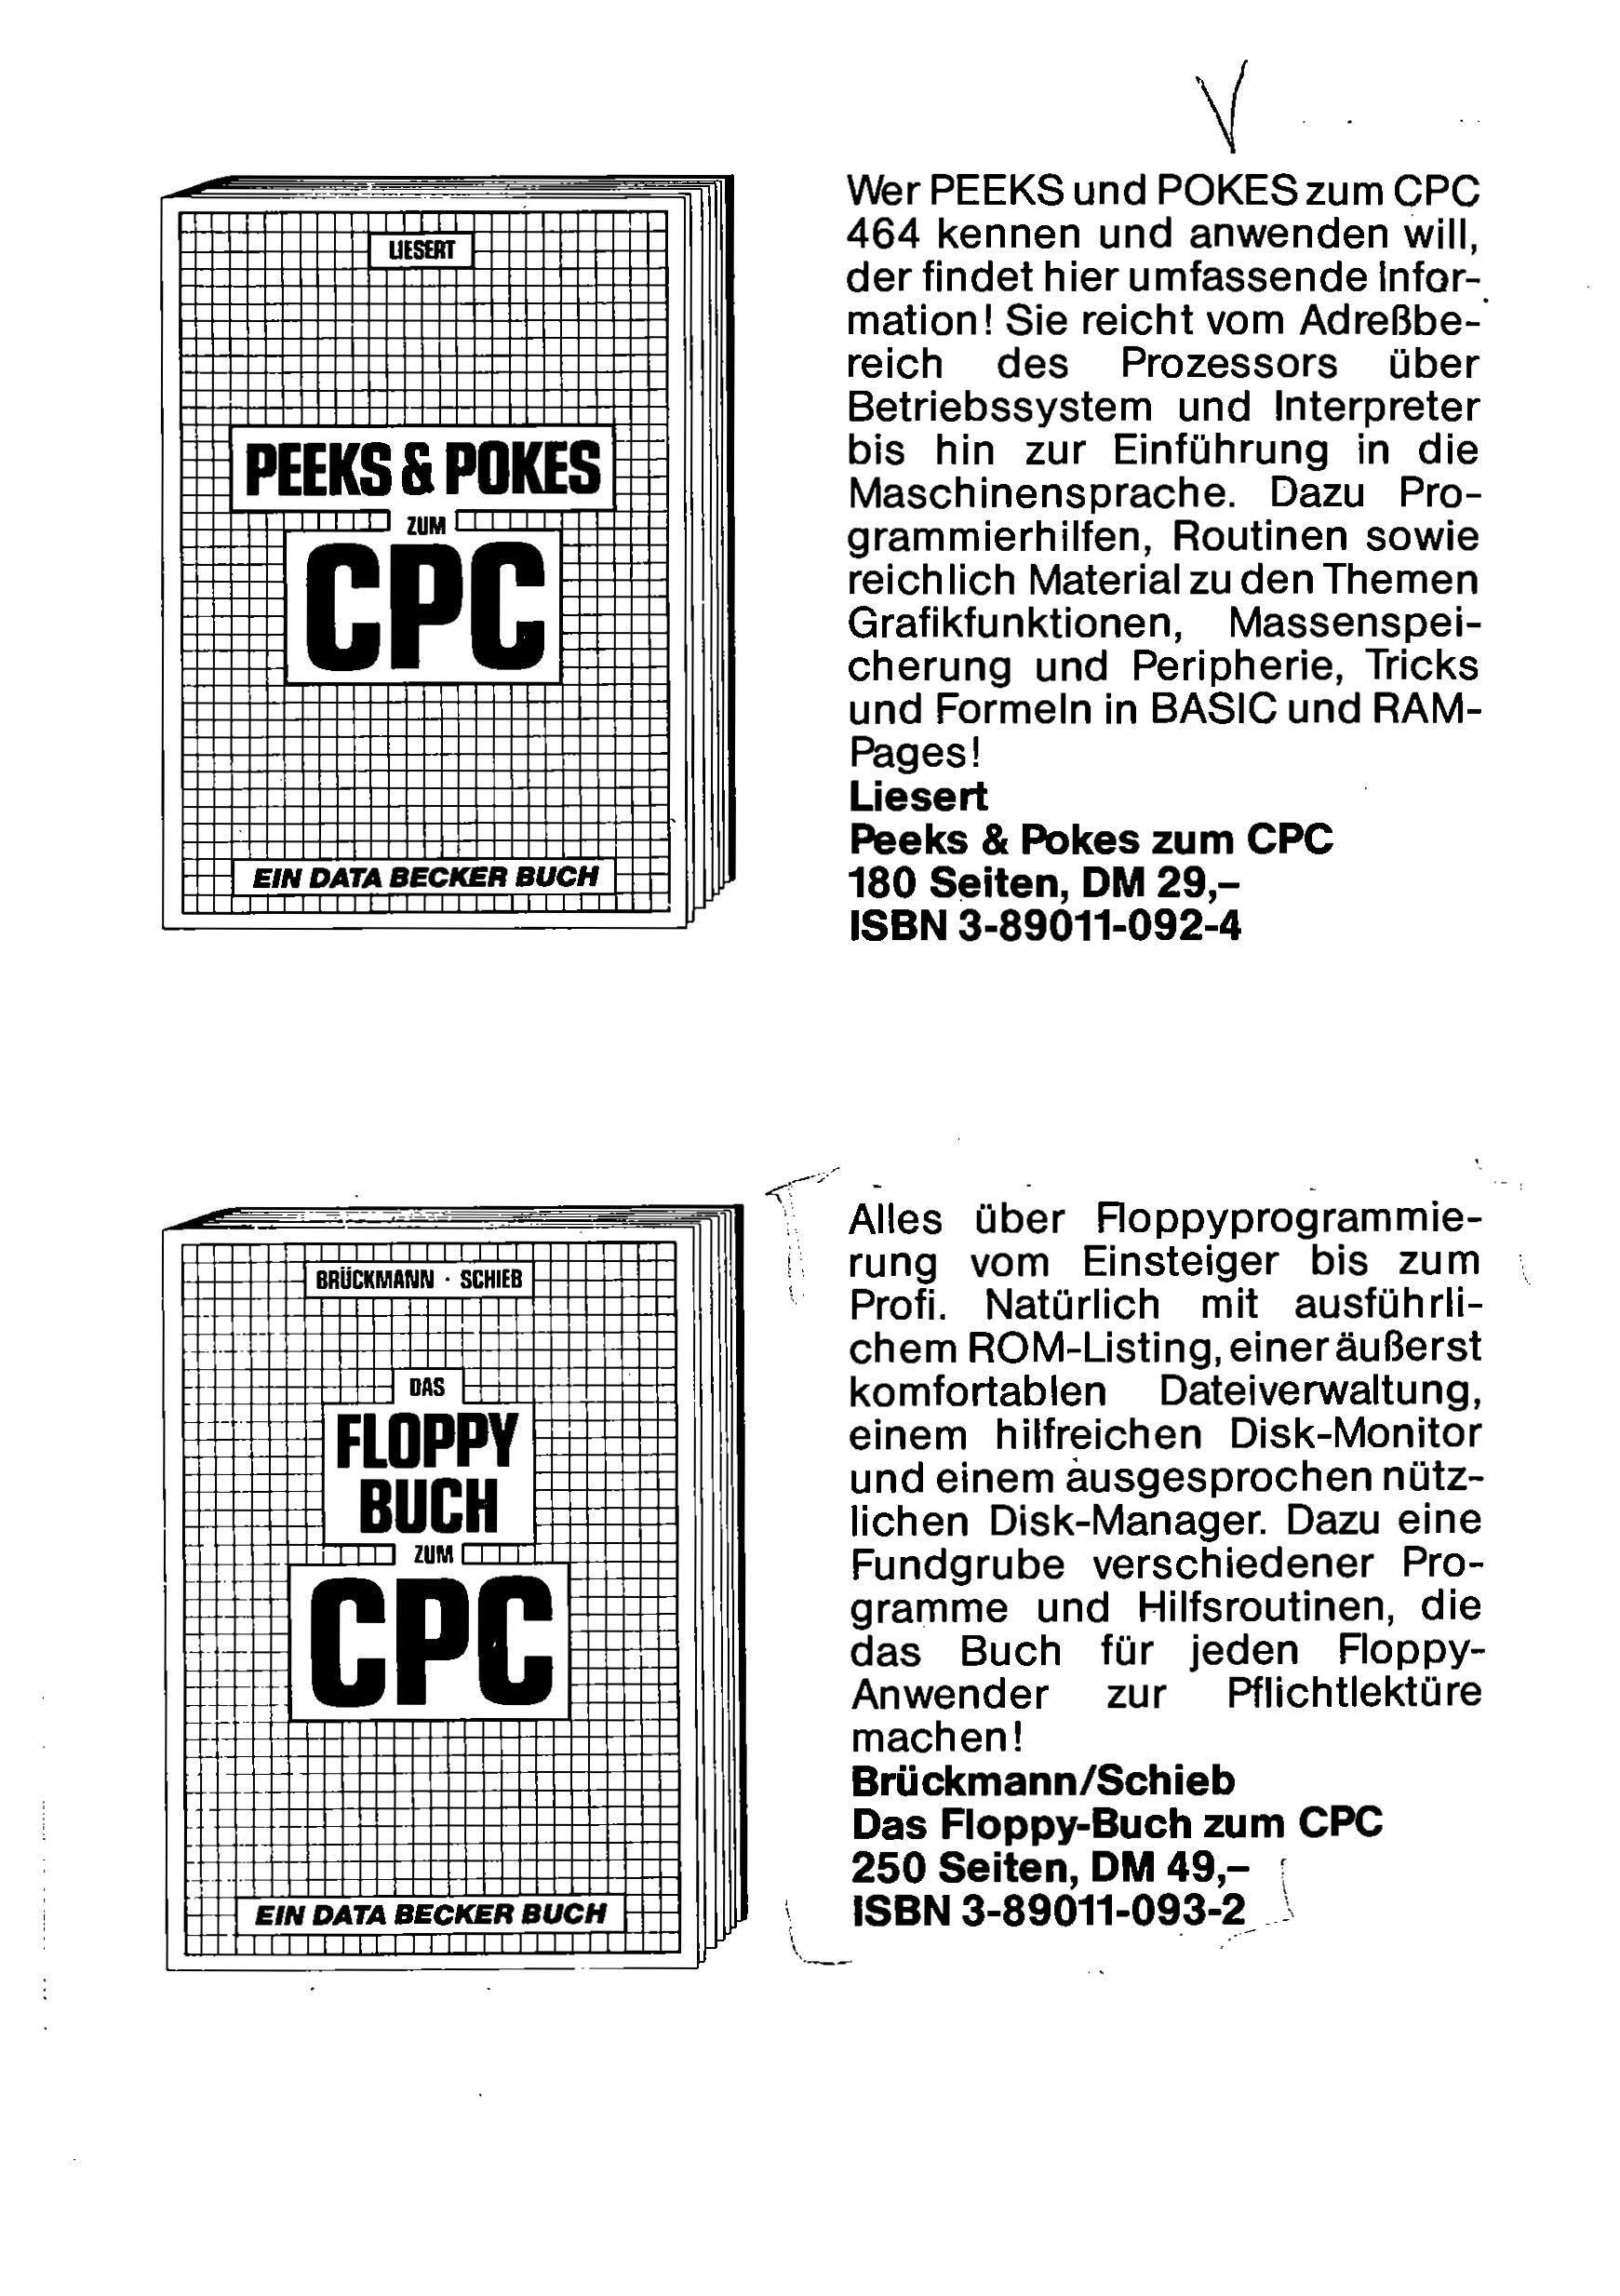 LIESERT
PEEKS & POKES
ZUM
CPC
EIN DATA BECKER BUCH
Wer PEEKS und POKES zum CPC
464 kennen und anwenden will,
der findet hier umfassende Infor-
mation! Sie reicht vom Adreßbe-
reich des Prozessors über
Betriebssystem und Interpreter
bis hin zur Einführung in die
Maschinensprache. Dazu Pro-
grammierhilfen, Routinen sowie
reichlich Material zu den Themen
Grafikfunktionen, Massenspei-
cherung und Peripherie, Tricks
und Formeln in BASIC und RAM-
Pages!
Liesert
Peeks & Pokes zum CPC
180 Seiten, DM 29,–
ISBN 3-89011-092-4
BRÜCKMANN · SCHIEB
DAS
FLOPPY
BUCH
ZUM
CPC
EIN DATA BECKER BUCH
Alles über Floppyprogrammie-
rung vom Einsteiger bis zum
Profi. Natürlich mit ausführli-
chem ROM-Listing, einer äußerst
komfortablen Dateiverwaltung,
einem hilfreichen Disk-Monitor
und einem ausgesprochen nütz-
lichen Disk-Manager. Dazu eine
Fundgrube verschiedener Pro-
gramme und Hilfsroutinen, die
das Buch für jeden Floppy-
Anwender zur Pflichtlektüre
machen!
Brückmann/Schieb
Das Floppy-Buch zum CPC
250 Seiten, DM 49,–
ISBN 3-89011-093-2